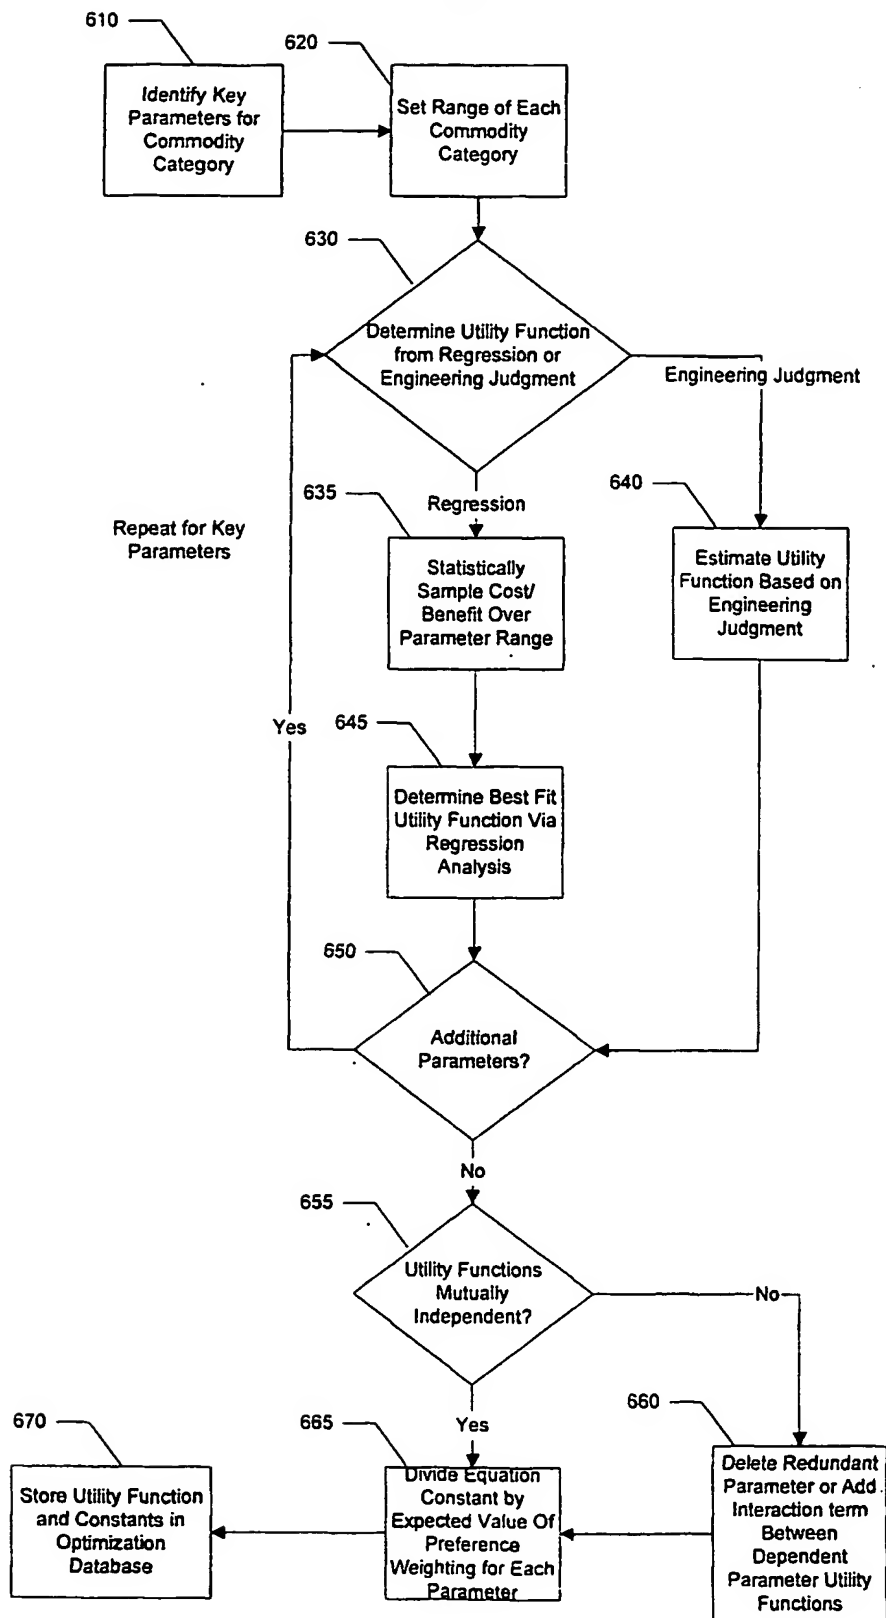 610
Identify Key
Parameters for
Commodity
Category
620
Set Range of Each
Commodity
Category
630
Determine Utility Function
from Regression or
Engineering Judgment
Engineering Judgment
Regression
635
Statistically
Sample Cost/
Benefit Over
Parameter Range
640
Estimate Utility
Function Based on
Engineering
Judgment
Repeat for Key
Parameters
Yes
645
Determine Best Fit
Utility Function Via
Regression
Analysis
650
Additional
Parameters?
No
655
Utility Functions
Mutually
Independent?
No
Yes
660
Delete Redundant
Parameter or Add
Interaction term
Between
Dependent
Parameter Utility
Functions
665
Divide Equation
Constant by
Expected Value Of
Preference
Weighting for Each
Parameter
670
Store Utility Function
and Constants in
Optimization
Database